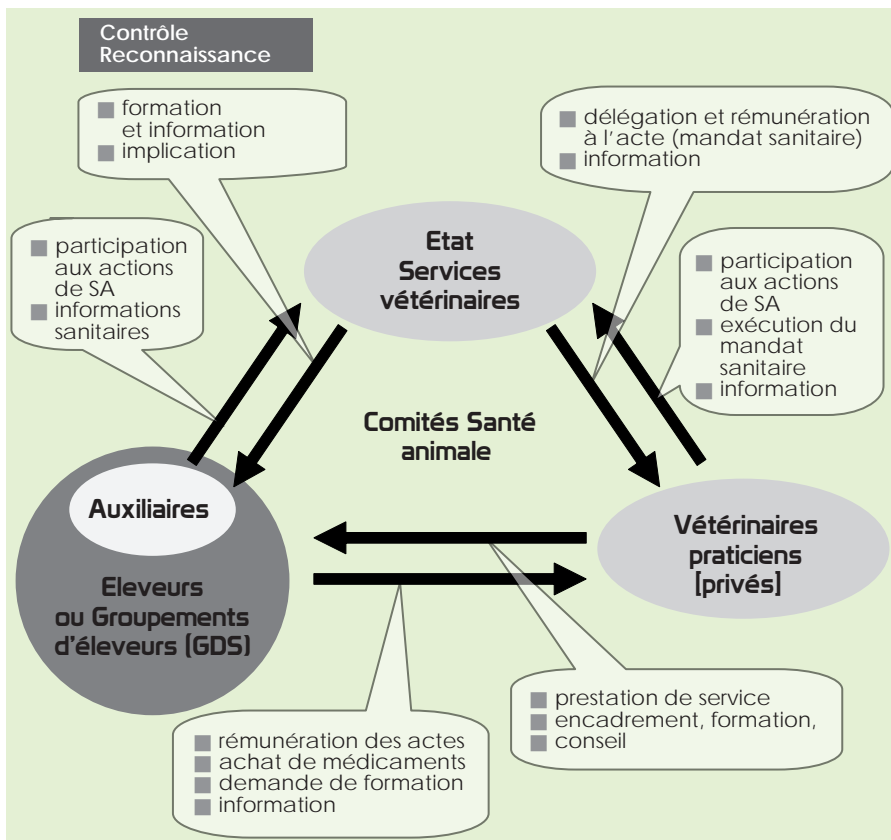 Contrôle
Reconnaissance
formation
et information
implication
délégation et rémunération
à l'acte (mandat sanitaire)
information
participation
aux actions
de SA
informations
sanitaires
Etat
Services
vétérinaires
participation
aux actions
de SA
exécution du
mandat
sanitaire
information
Comités Santé
animale
Auxiliaires
Eleveurs
ou Groupements
d'éleveurs (GDS)
Vétérinaires
praticiens
[privés]
prestation de service
encadrement, formation,
conseil
rémunération des actes
achat de médicaments
demande de formation
information